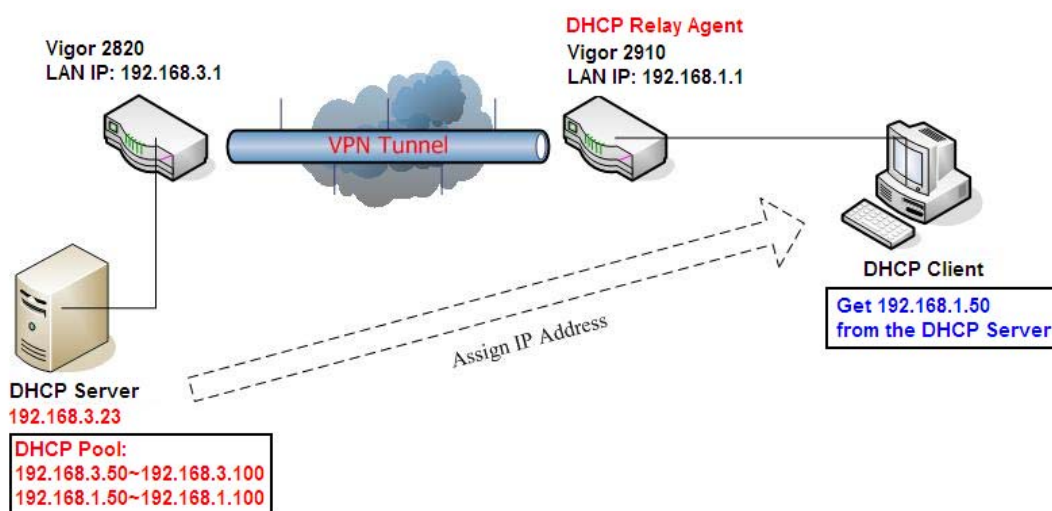 Vigor 2820
LAN IP: 192.168.3.1
DHCP Relay Agent
Vigor 2910
LAN IP: 192.168.1.1
VPN Tunnel
DHCP Client
Get 192.168.1.50
from the DHCP Server
Assign IP Address
DHCP Server
192.168.3.23
DHCP Pool:
192.168.3.50~192.168.3.100
192.168.1.50~192.168.1.100